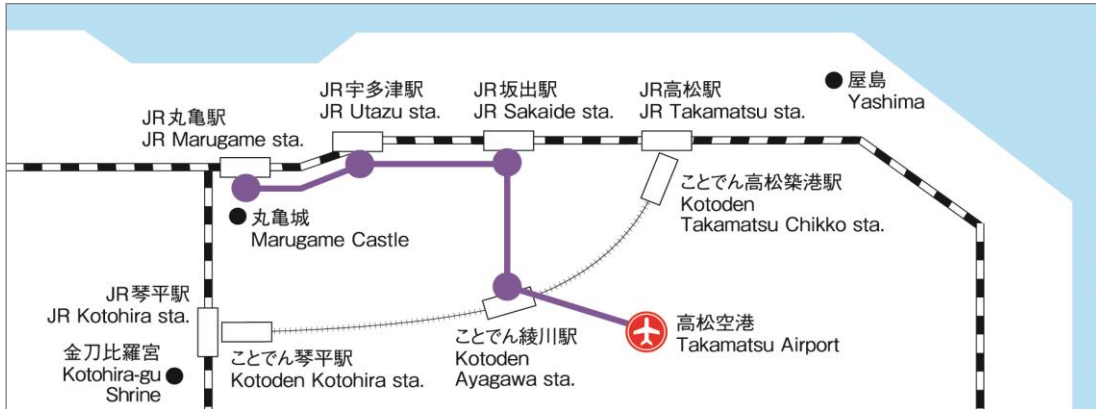 JR丸亀駅
JR Marugame sta.
JR宇多津駅
JR Utazu sta.
JR坂出駅
JR Sakaide sta.
JR高松駅
JR Takamatsu sta.
屋島
Yashima
丸亀城
Marugame Castle
ことでん高松築港駅
Kotoden
Takamatsu Chikko sta.
JR琴平駅
JR Kotohira sta.
金刀比羅宮
Kotohira-gu
Shrine
ことでん琴平駅
Kotoden Kotohira sta.
ことでん綾川駅
Kotoden
Ayagawa sta.
高松空港
Takamatsu Airport